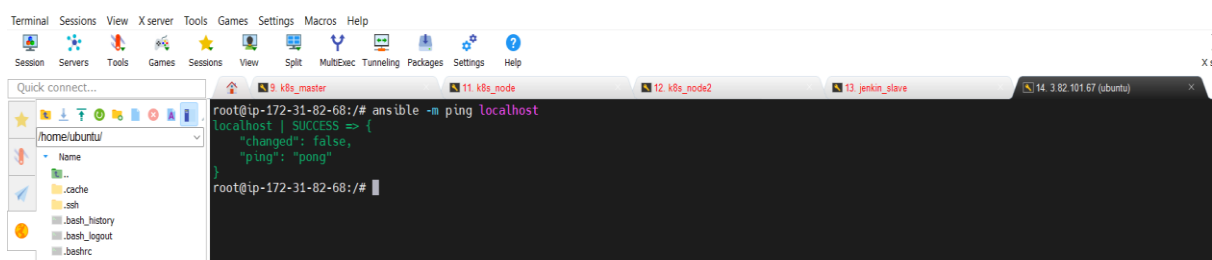 Terminal Sessions View X server Tools Games Settings Macros Help
Session Servers Tools Games Sessions View Split MultiExec Tunneling Packages Settings Help X s
Quick connect... 9. k8s_master 11. k8s_node 12. k8s_node2 13. jenkin_slave 14. 3.82.101.67 (ubuntu)
/home/ubuntu/
Name
..
.cache
.ssh
.bash_history
.bash_logout
.bashrc
root@ip-172-31-82-68:/# ansible -m ping localhost
localhost | SUCCESS => {
    "changed": false,
    "ping": "pong"
}
root@ip-172-31-82-68:/#